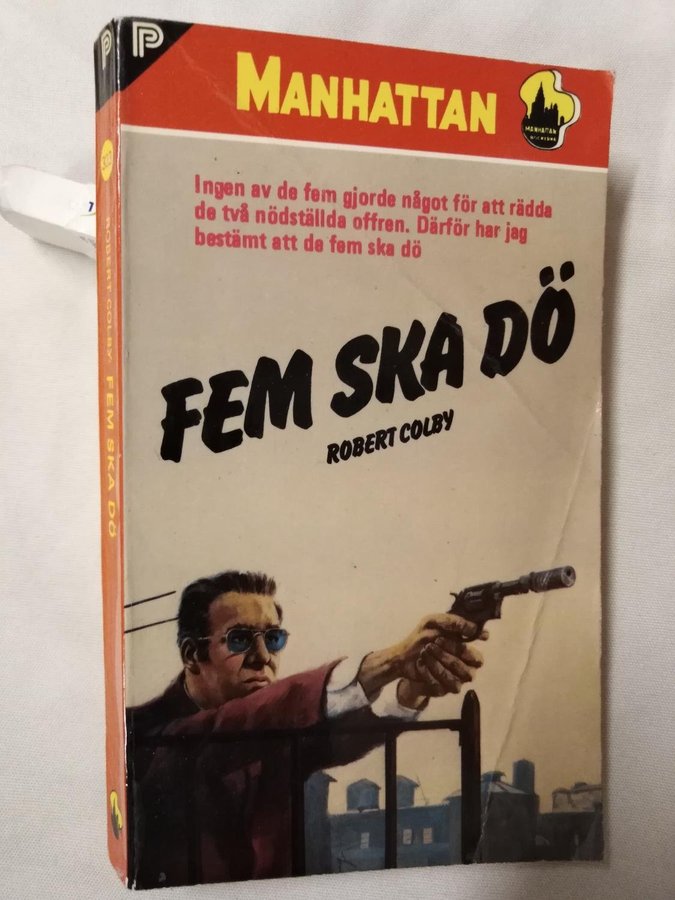 P
MANHATTAN
MANHATTAN
Ingen av de fem gjorde något för att rädda
de två nödställda offren. Därför har jag
bestämt att de fem ska dö
FEM SKA DÖ
ROBERT COLBY
P
ROBERT COLBY: FEM SKA DÖ